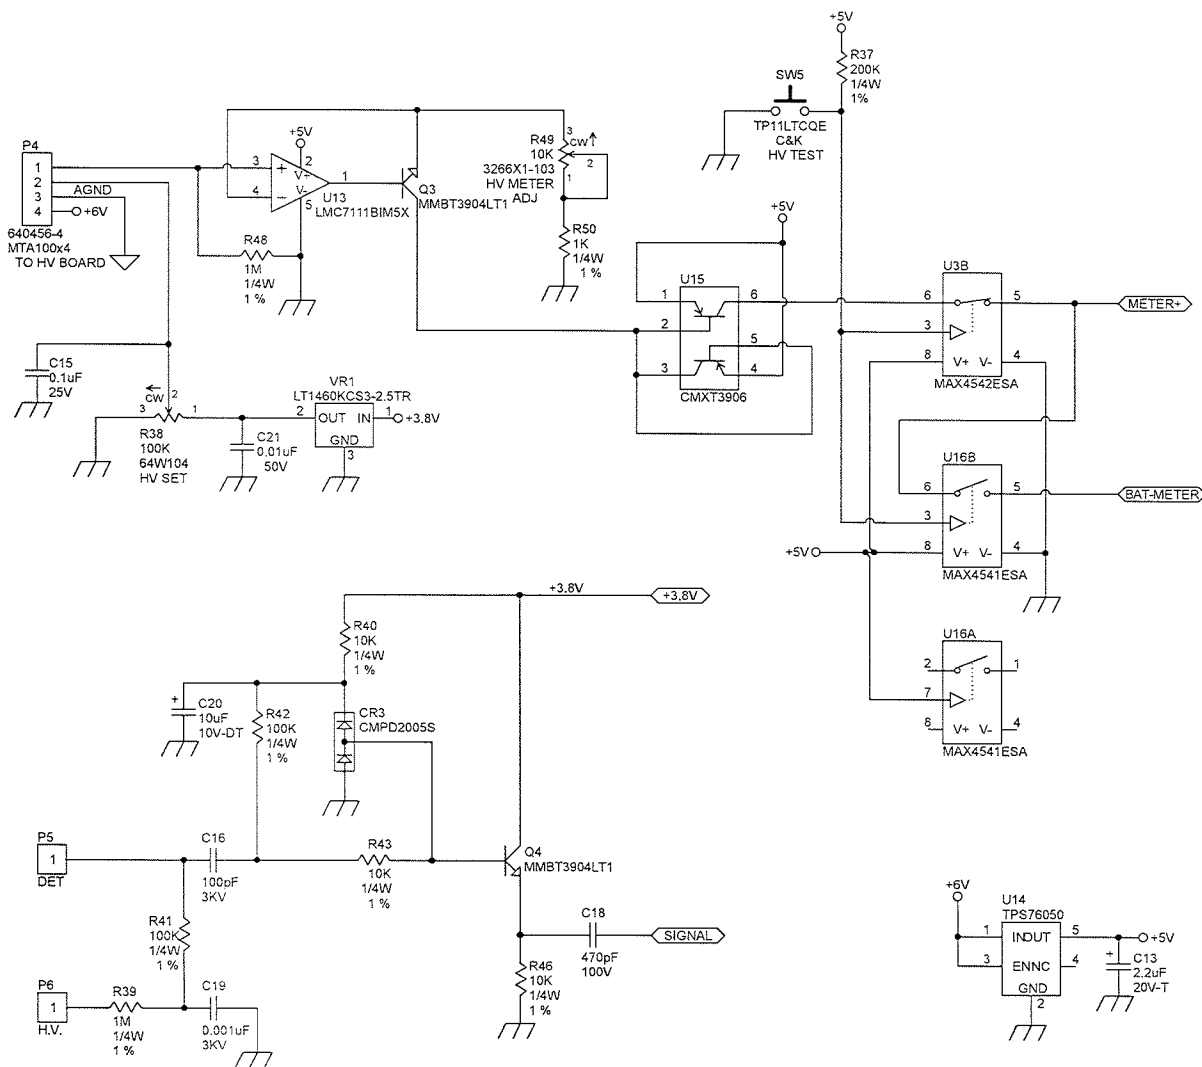 +5V
R37
200K
1/4W
1%
SW5
TP11LTCQE
C&K
HV TEST
P4
1
2
3
4
AGND
+6V
640456-4
MTA100x4
TO HV BOARD
+5V
3
4
+
−
2
V+
V-
5
1
U13
LMC7111BIM5X
Q3
MMBT3904LT1
R49
10K
3266X1-103
HV METER
ADJ
3
CW
2
1
R48
1M
1/4W
1 %
R50
1K
1/4W
1 %
+5V
U15
1
2
3
6
5
4
CMXT3906
U3B
6
5
3
8
V+
V-
4
MAX4542ESA
METER+
C15
0.1uF
25V
CW
2
3
1
R38
100K
64W104
HV SET
C21
0.01uF
50V
VR1
LT1460KCS3-2.5TR
2
OUT
IN
1
+3.8V
GND
3
U16B
6
5
3
8
V+
V-
4
MAX4541ESA
BAT-METER
+5V
U16A
2
1
7
8
V+
V-
4
MAX4541ESA
+3.8V
+3.8V
R40
10K
1/4W
1 %
+
C20
10uF
10V-DT
R42
100K
1/4W
1 %
CR3
CMPD2005S
P5
1
DET
C16
100pF
3KV
R43
10K
1/4W
1 %
Q4
MMBT3904LT1
R41
100K
1/4W
1 %
C18
470pF
100V
SIGNAL
R46
10K
1/4W
1 %
P6
1
H.V.
R39
1M
1/4W
1 %
C19
0.001uF
3KV
+6V
U14
TPS76050
1
INOUT
5
+5V
3
ENNC
4
GND
2
+
C13
2.2uF
20V-T